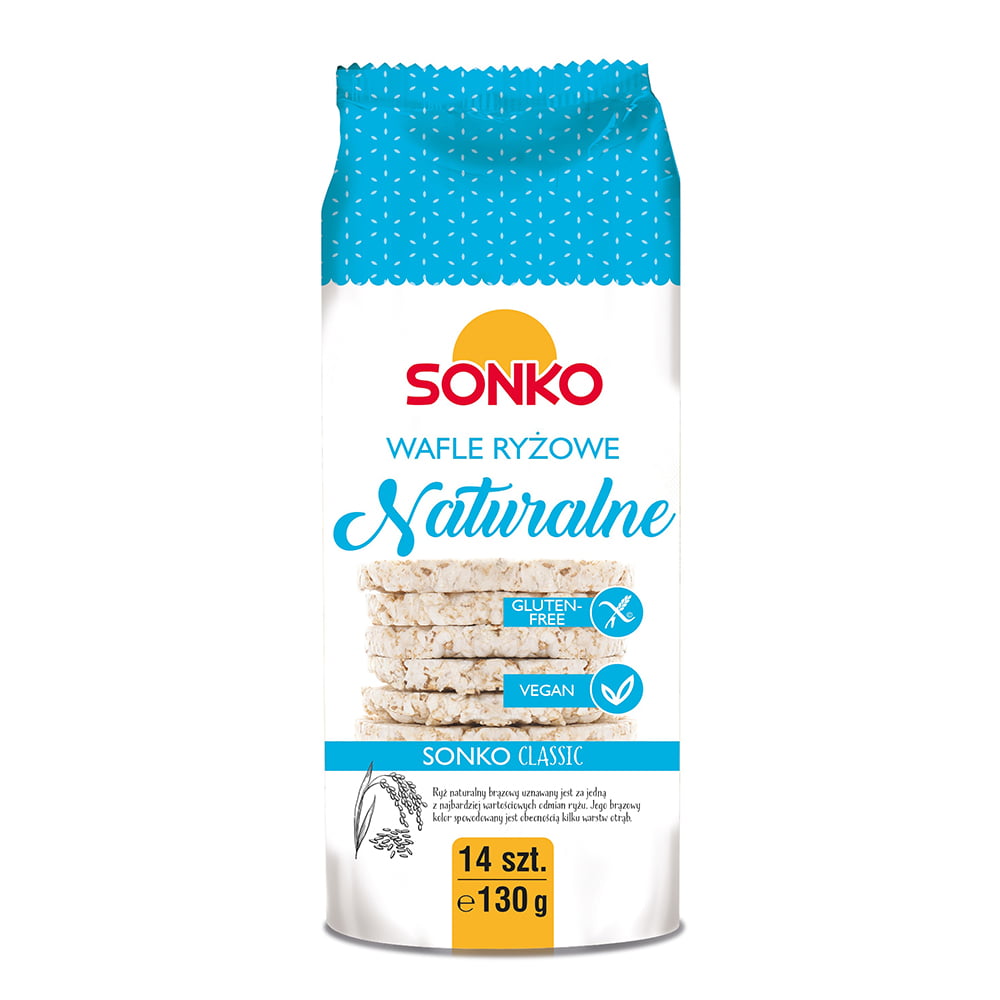 SONKO
WAFLE RYŻOWE
Naturalne
GLUTEN-
FREE
VEGAN
SONKO CLASSIC
Ryż naturalny brązowy uznawany jest za jedną
z najbardziej wartościowych odmian ryżu. Jego brązowy
kolor spowodowany jest obecnością kilku warstw otrąb.
14 szt.
℮130 g